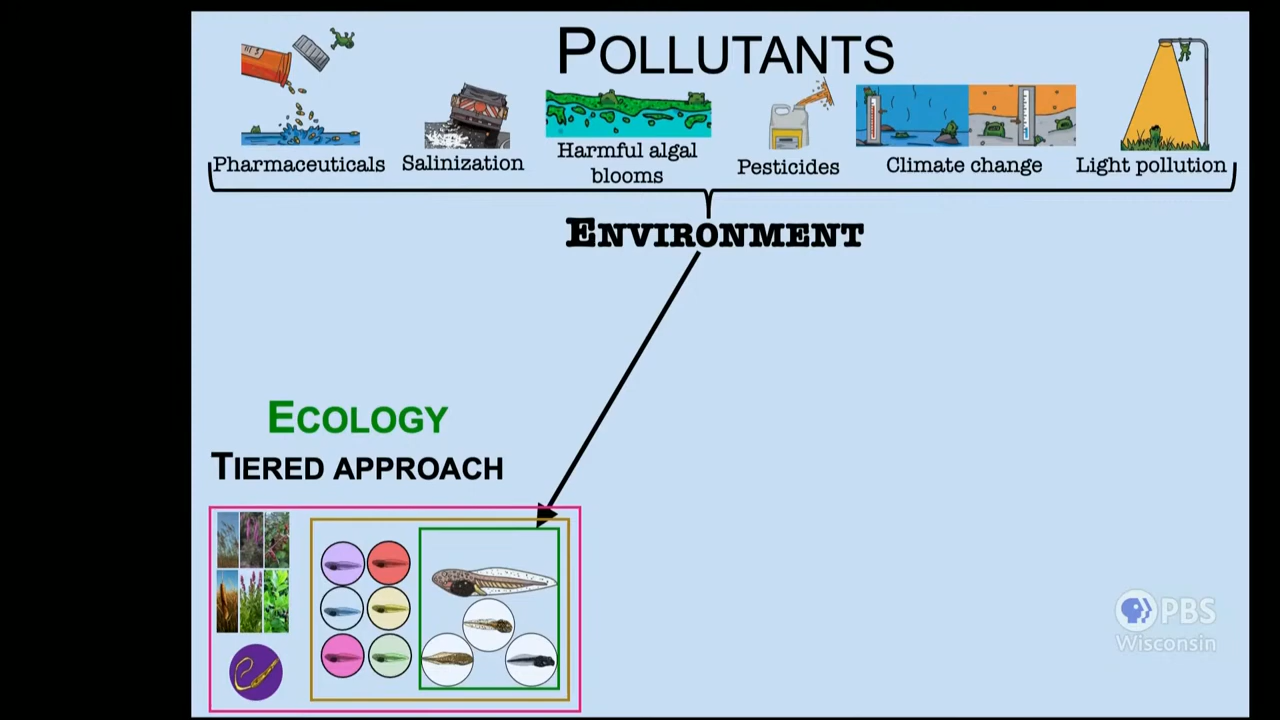 POLLUTANTS
Pharmaceuticals
Salinization
Harmful algal
blooms
Pesticides
Climate change
Light pollution
ENVIRONMENT
ECOLOGY
TIERED APPROACH
PBS
Wisconsin